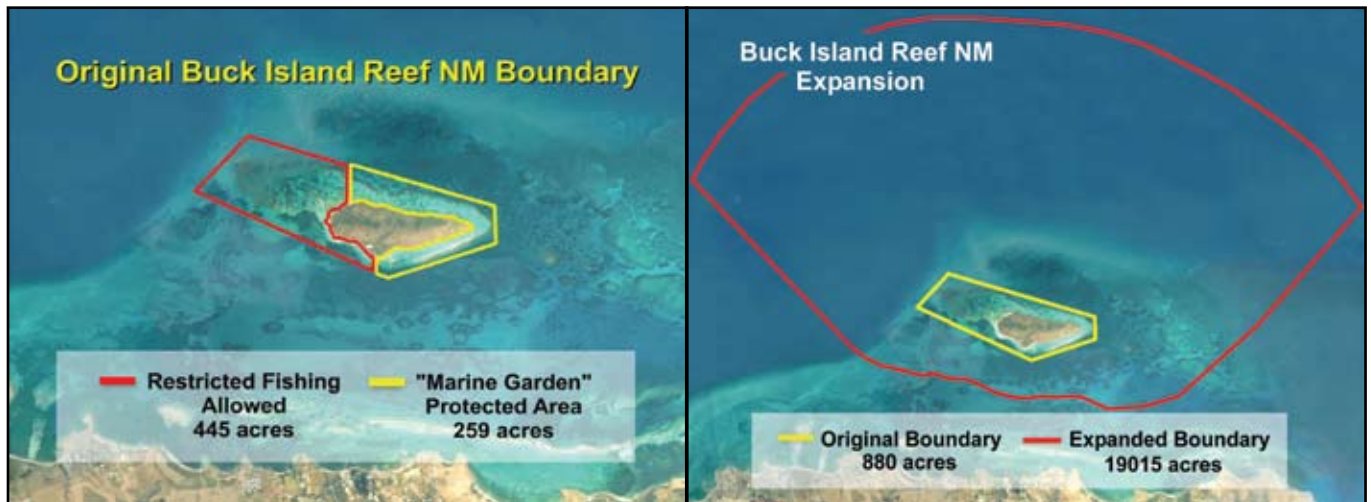 Original Buck Island Reef NM Boundary
Restricted Fishing
Allowed
445 acres
"Marine Garden"
Protected Area
259 acres
Buck Island Reef NM
Expansion
Original Boundary
880 acres
Expanded Boundary
19015 acres